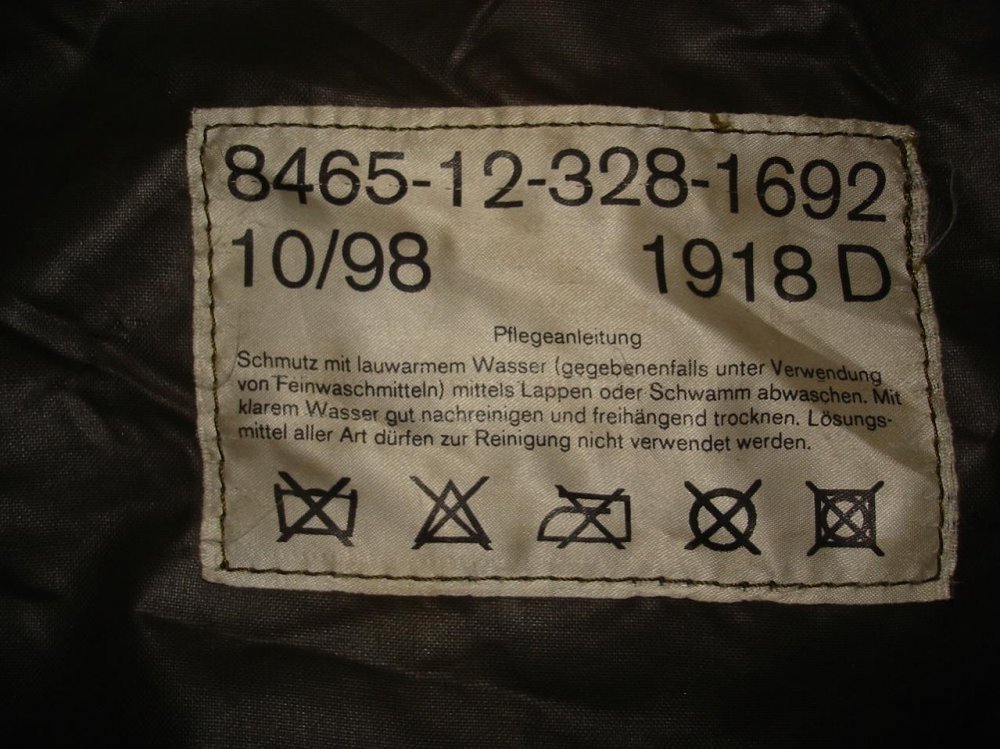 8465-12-328-1692
10/98 1918 D
Pflegeanleitung
Schmutz mit lauwarmem Wasser (gegebenenfalls unter Verwendung
von Feinwaschmitteln) mittels Lappen oder Schwamm abwaschen. Mit
klarem Wasser gut nachreinigen und freihängend trocknen. Lösungs-
mittel aller Art dürfen zur Reinigung nicht verwendet werden.